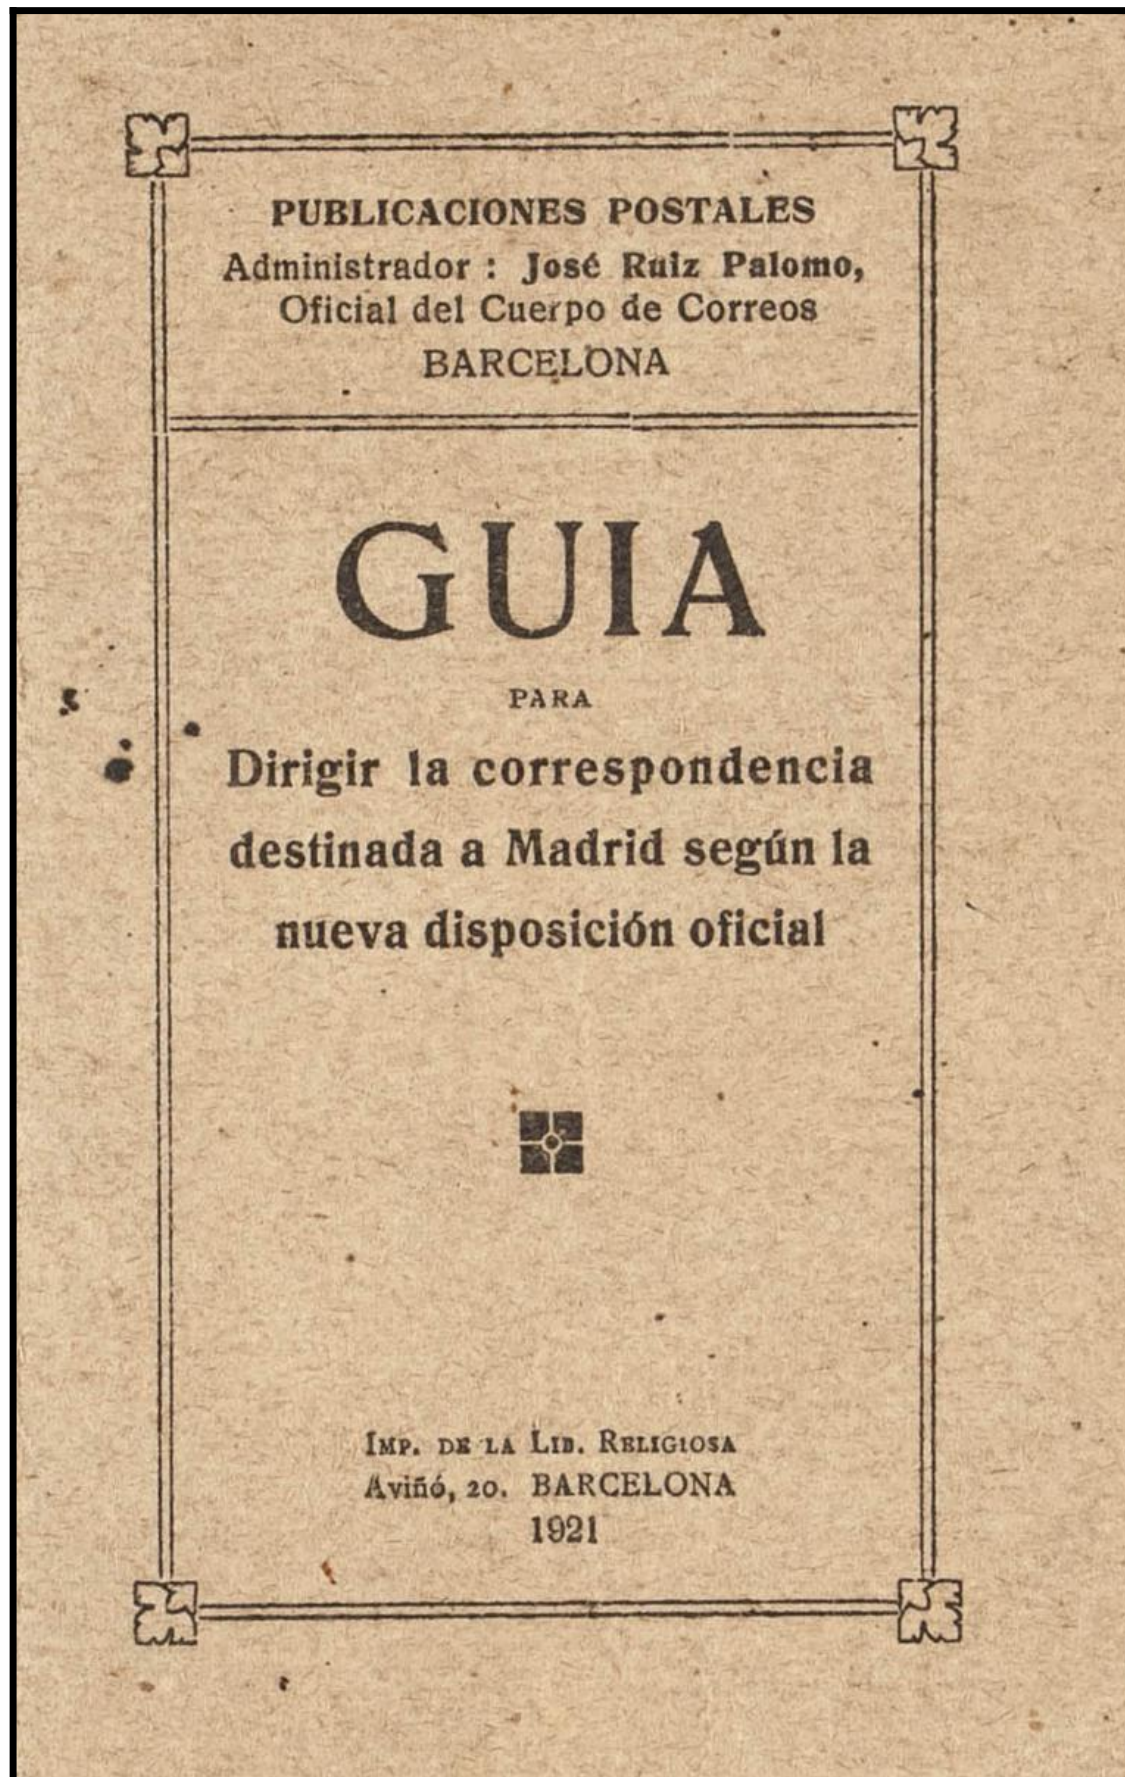 PUBLICACIONES POSTALES
Administrador : José Ruiz Palomo,
Oficial del Cuerpo de Correos
BARCELONA
GUIA
PARA
Dirigir la correspondencia
destinada a Madrid según la
nueva disposición oficial
IMP. DE LA LIB. RELIGIOSA
Aviñó, 20. BARCELONA
1921